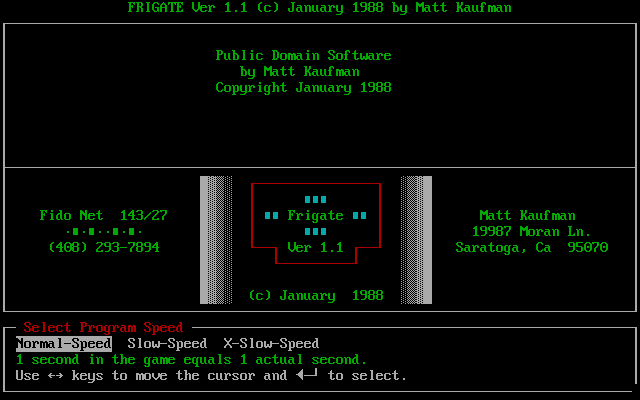 FRIGATE Ver 1.1 (c) January 1988 by Matt Kaufman
Public Domain Software
by Matt Kaufman
Copyright January 1988
Fido Net  143/27
(408) 293-7894
Frigate
Ver 1.1
(c) January  1988
Matt Kaufman
19987 Moran Ln.
Saratoga, Ca  95070
Select Program Speed
Normal-Speed  Slow-Speed  X-Slow-Speed
1 second in the game equals 1 actual second.
Use ↔ keys to move the cursor and ◄─┘ to select.